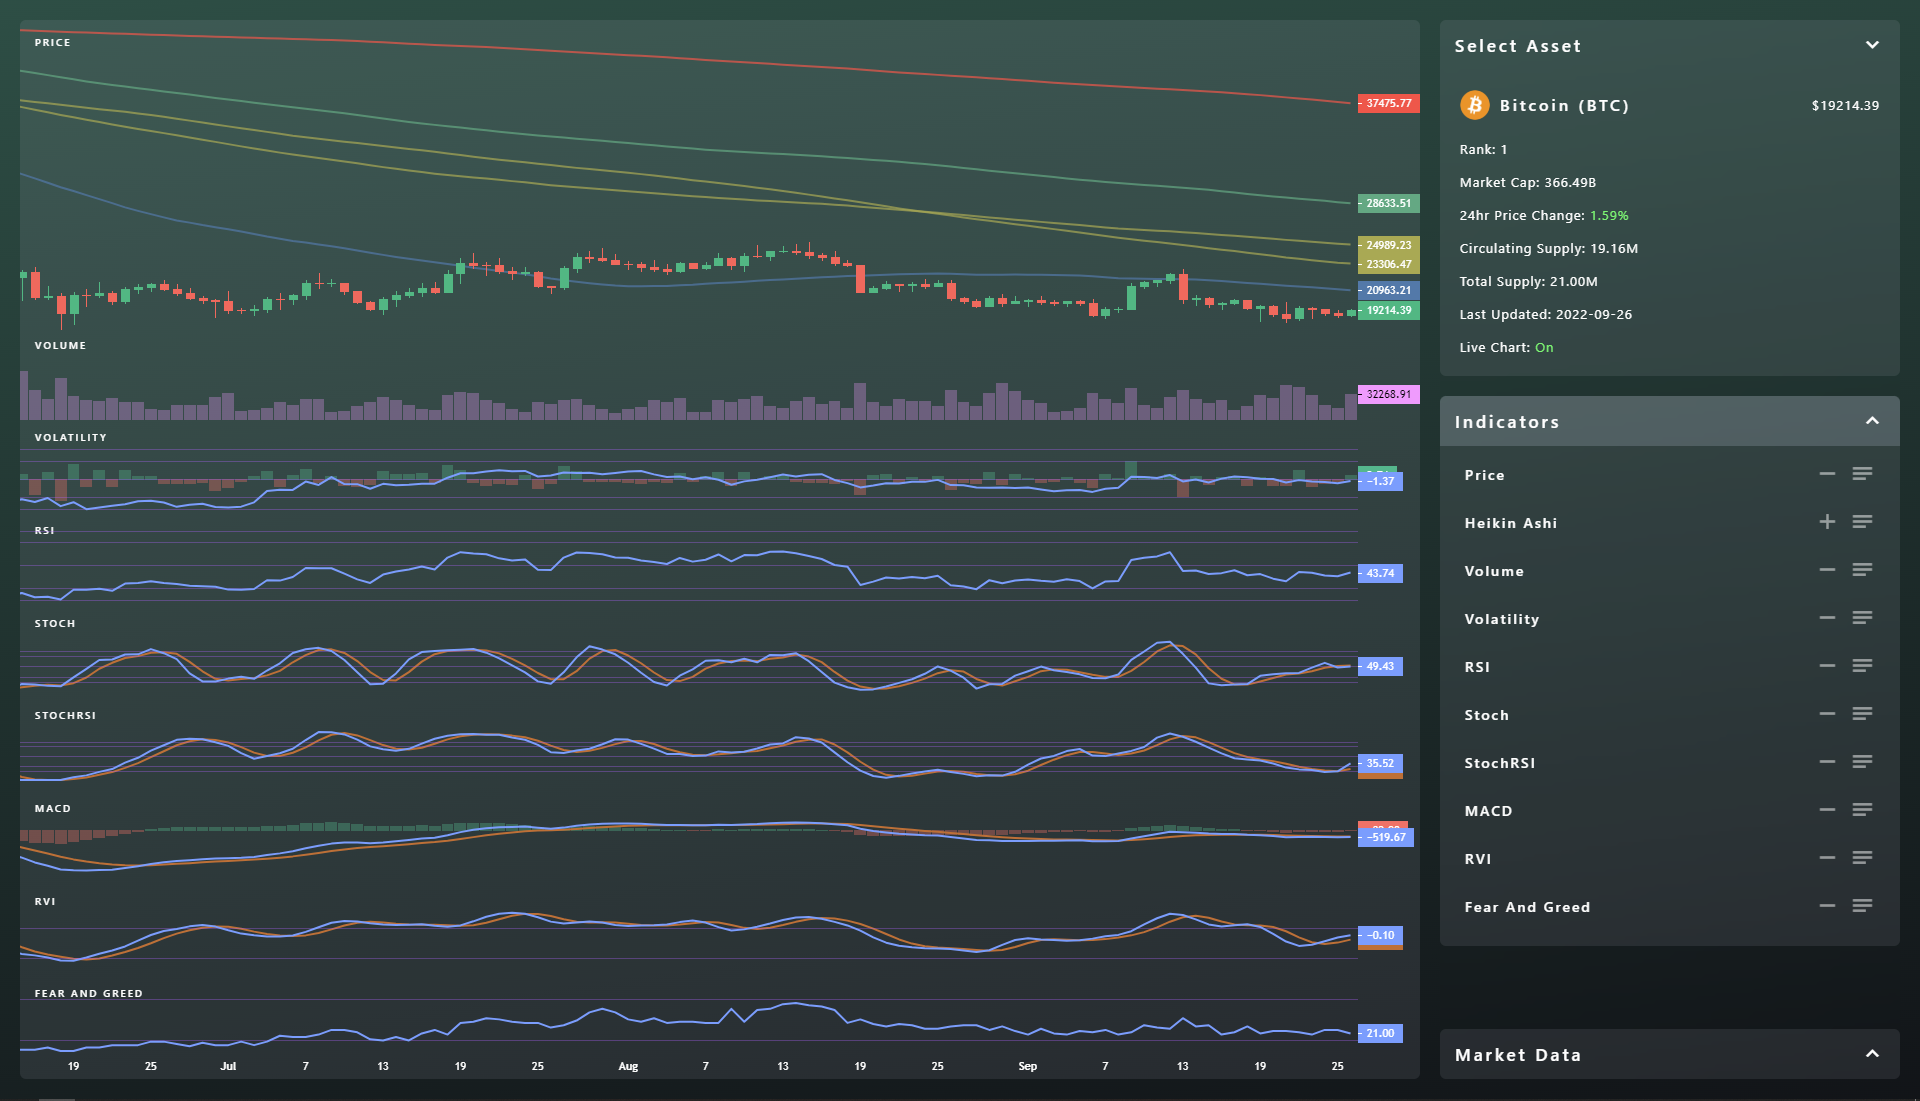 PRICE
37475.77
28633.51
24989.23
23306.47
20963.21
19214.39
VOLUME
32268.91
VOLATILITY
−1.37
RSI
43.74
STOCH
49.43
STOCHRSI
35.52
MACD
−519.67
RVI
−0.10
FEAR AND GREED
21.00
19 25 Jul 7 13 19 25 Aug 7 13 19 25 Sep 7 13 19 25
Select Asset
Bitcoin (BTC) $19214.39
Rank: 1
Market Cap: 366.49B
24hr Price Change: 1.59%
Circulating Supply: 19.16M
Total Supply: 21.00M
Last Updated: 2022-09-26
Live Chart: On
Indicators
Price
Heikin Ashi
Volume
Volatility
RSI
Stoch
StochRSI
MACD
RVI
Fear And Greed
Market Data